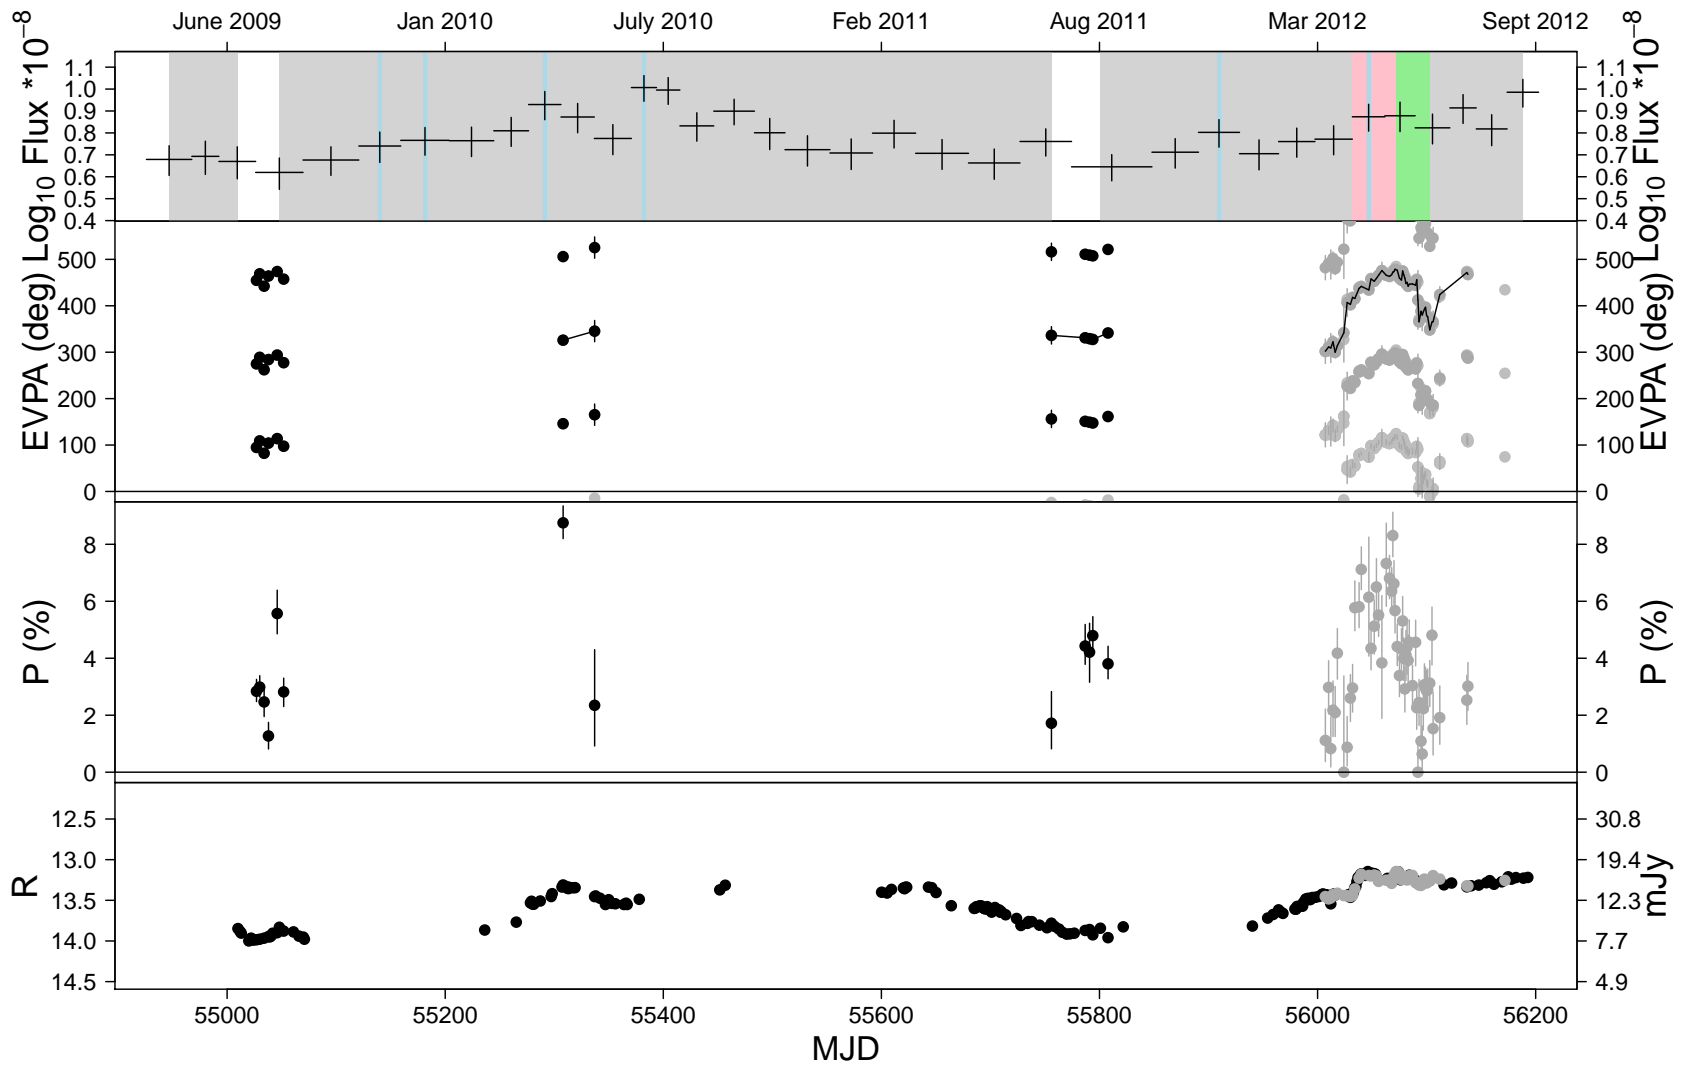 June 2009 Jan 2010 July 2010 Feb 2011 Aug 2011 Mar 2012 Sept 2012
Log10 Flux *10−8
1.1 1.1
1.0 1.0
0.9 0.9
0.8 0.8
0.7 0.7
0.6 0.6
0.5 0.5
0.4 0.4
Log10 Flux *10−8
EVPA (deg)
500 500
400 400
300 300
200 200
100 100
0 0
EVPA (deg)
P (%)
8 8
6 6
4 4
2 2
0 0
P (%)
R
12.5 30.8
13.0 19.4
13.5 12.3
14.0 7.7
14.5 4.9
mJy
55000 55200 55400 55600 55800 56000 56200
MJD